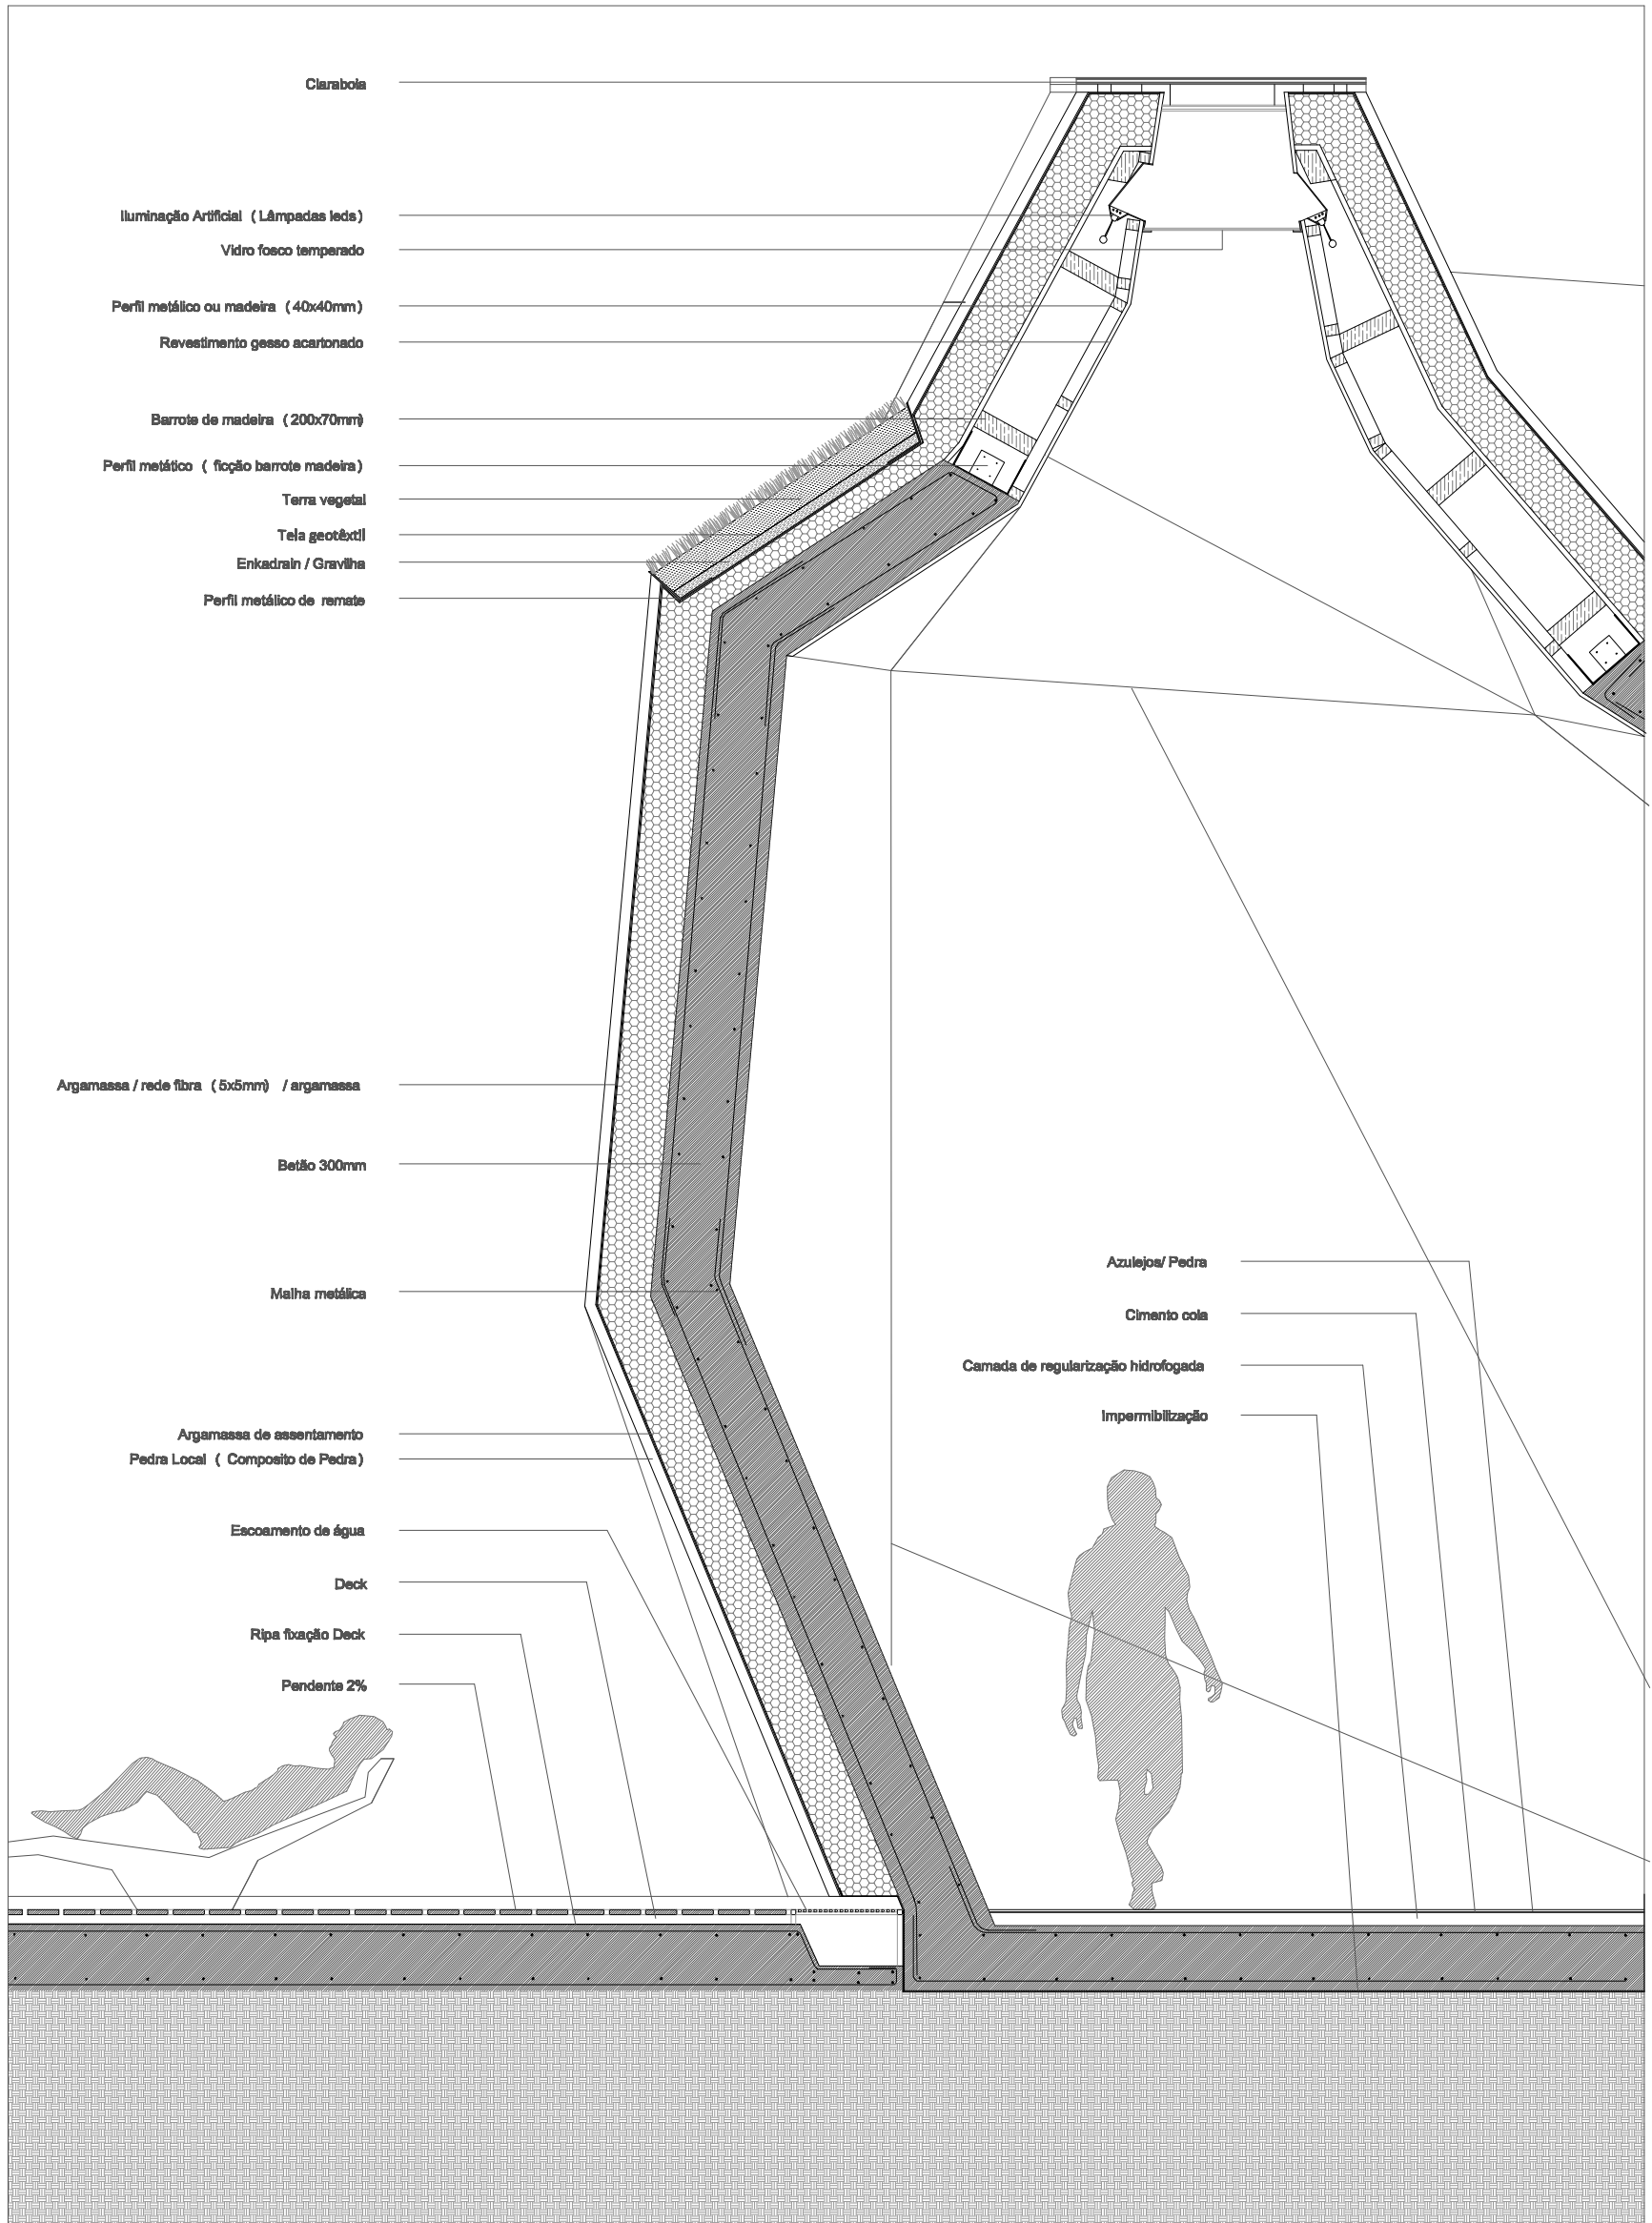 Claraboia
Iluminação Artificial ( Lâmpadas leds )
Vidro fosco temperado
Perfil metálico ou madeira ( 40x40mm )
Revestimento gesso acartonado
Barrote de madeira ( 200x70mm)
Perfil metático ( ficção barrote madeira )
Terra vegetal
Tela geotêxtil
Enkadrain / Gravilha
Perfil metálico de remate
Argamassa / rede fibra ( 5x5mm) / argamassa
Betão 300mm
Malha metálica
Argamassa de assentamento
Pedra Local ( Composito de Pedra )
Escoamento de água
Deck
Ripa fixação Deck
Pendente 2%
Azulejos/ Pedra
Cimento cola
Camada de regularização hidrofogada
Impermibilização